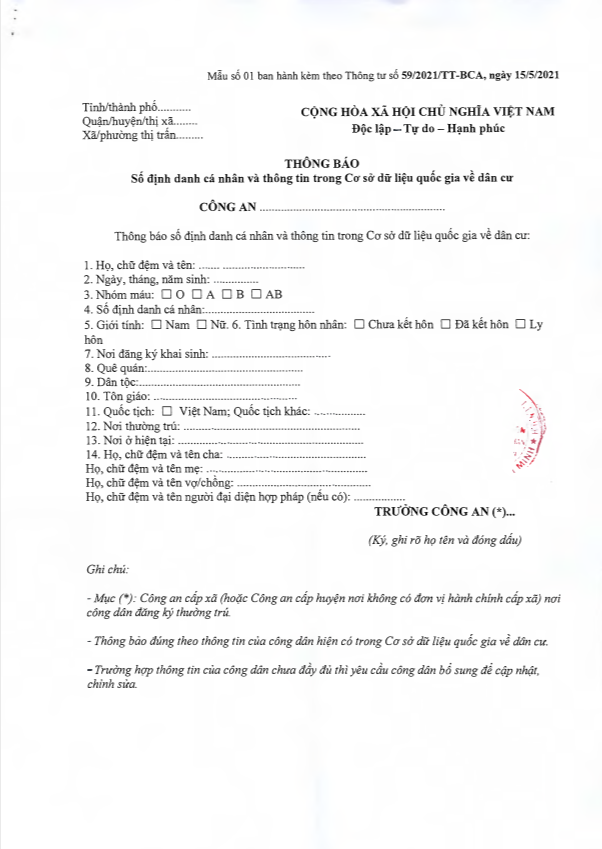 Mẫu số 01 ban hành kèm theo Thông tư số 59/2021/TT-BCA, ngày 15/5/2021
Tỉnh/thành phố...........
Quận/huyện/thị xã........
Xã/phường thị trấn.........
CỘNG HÒA XÃ HỘI CHỦ NGHĨA VIỆT NAM
Độc lập – Tự do – Hạnh phúc
THÔNG BÁO
Số định danh cá nhân và thông tin trong Cơ sở dữ liệu quốc gia về dân cư
CÔNG AN ............................................................
Thông báo số định danh cá nhân và thông tin trong Cơ sở dữ liệu quốc gia về dân cư:
1. Họ, chữ đệm và tên: ....... ...........................
2. Ngày, tháng, năm sinh: ...............
3. Nhóm máu: ☐ O ☐ A ☐ B ☐ AB
4. Số định danh cá nhân:....................................
5. Giới tính: ☐ Nam ☐ Nữ. 6. Tình trạng hôn nhân: ☐ Chưa kết hôn ☐ Đã kết hôn ☐ Ly
hôn
7. Nơi đăng ký khai sinh: .......................................
8. Quê quán:...................................................
9. Dân tộc:.....................................................
10. Tôn giáo: ................................................
11. Quốc tịch: ☐ Việt Nam; Quốc tịch khác: .................
12. Nơi thường trú: ..........................................................
13. Nơi ở hiện tại: ............................................................
14. Họ, chữ đệm và tên cha: ..............................................
Họ, chữ đệm và tên mẹ: .....................................................
Họ, chữ đệm và tên vợ/chồng: ............................................
Họ, chữ đệm và tên người đại diện hợp pháp (nếu có): .................
TRƯỞNG CÔNG AN (*)...
(Ký, ghi rõ họ tên và đóng dấu)
Ghi chú:
- Mục (*): Công an cấp xã (hoặc Công an cấp huyện nơi không có đơn vị hành chính cấp xã) nơi
công dân đăng ký thường trú.
- Thông báo đúng theo thông tin của công dân hiện có trong Cơ sở dữ liệu quốc gia về dân cư.
– Trường hợp thông tin của công dân chưa đầy đủ thì yêu cầu công dân bổ sung để cập nhật,
chỉnh sửa.
MINH